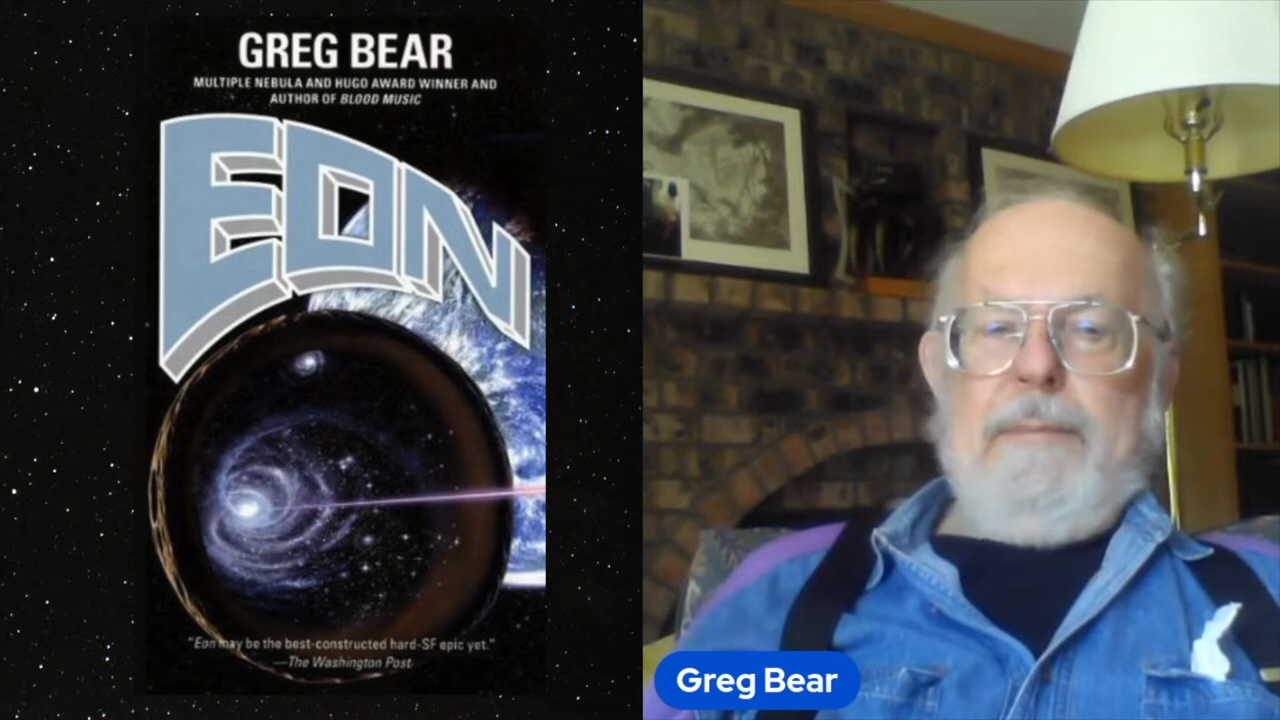 GREG BEAR
MULTIPLE NEBULA AND HUGO AWARD WINNER AND
AUTHOR OF BLOOD MUSIC
EON
"Eon may be the best-constructed hard-SF epic yet."
—The Washington Post
Greg Bear